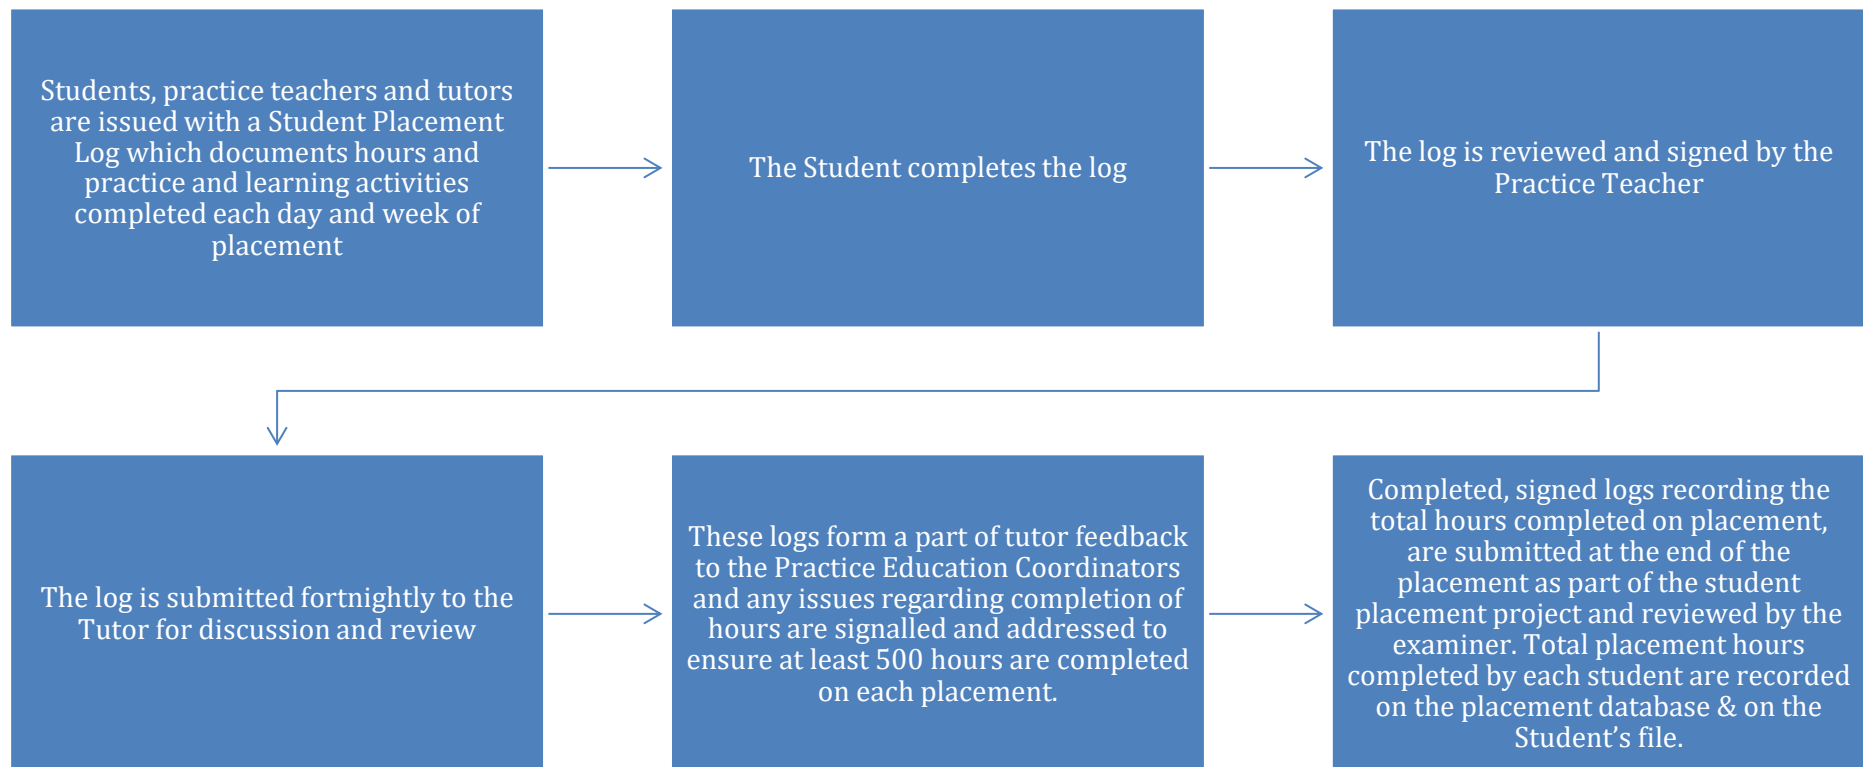 Students, practice teachers and tutors
are issued with a Student Placement
Log which documents hours and
practice and learning activities
completed each day and week of
placement
The Student completes the log
The log is reviewed and signed by the
Practice Teacher
The log is submitted fortnightly to the
Tutor for discussion and review
These logs form a part of tutor feedback
to the Practice Education Coordinators
and any issues regarding completion of
hours are signalled and addressed to
ensure at least 500 hours are completed
on each placement.
Completed, signed logs recording the
total hours completed on placement,
are submitted at the end of the
placement as part of the student
placement project and reviewed by the
examiner. Total placement hours
completed by each student are recorded
on the placement database & on the
Student’s file.